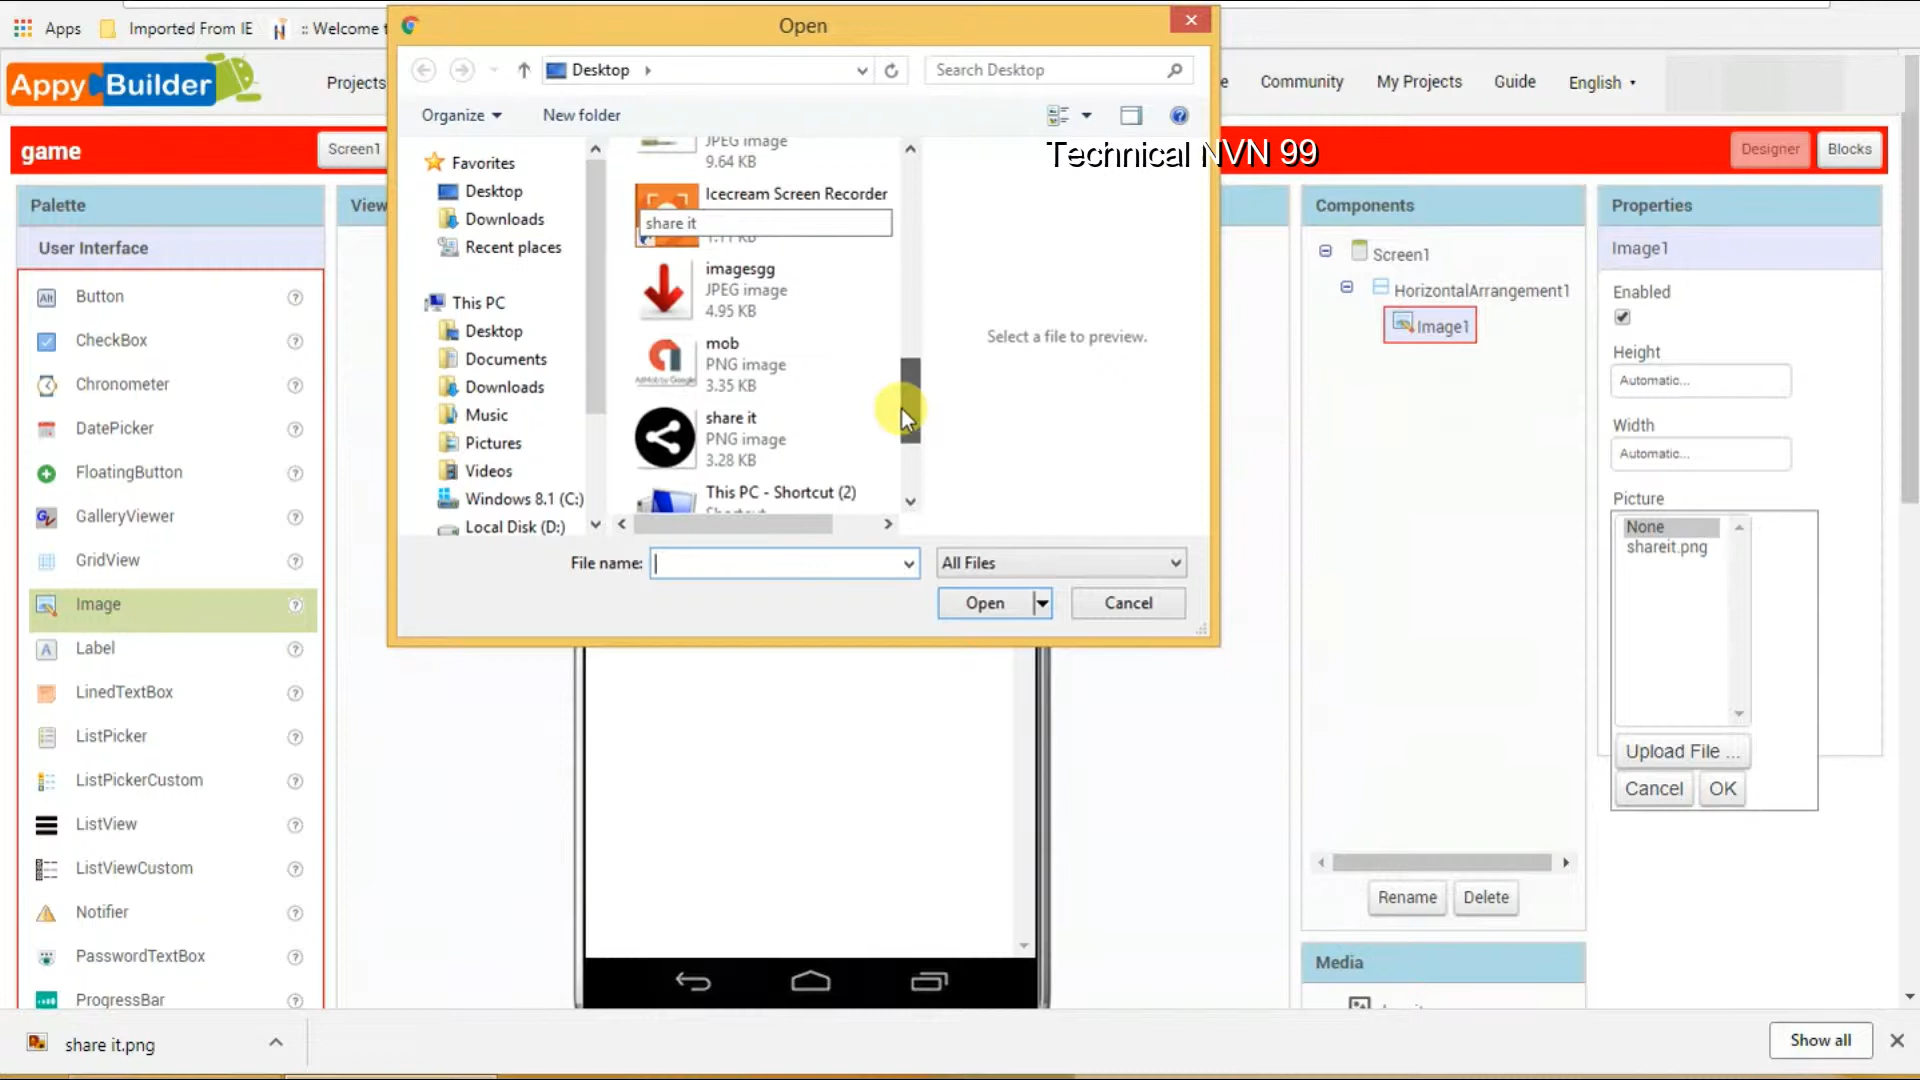 Apps
Imported From IE
:: Welcome t
Open
Desktop
Search Desktop
Appy Builder
Projects
e
Community
My Projects
Guide
English
Organize
New folder
game
Screen1
Technical NVN 99
Designer
Blocks
Favorites
Desktop
Downloads
Recent places
This PC
Desktop
Documents
Downloads
Music
Pictures
Videos
Windows 8.1 (C:)
Local Disk (D:)
JPEG image
9.64 KB
Icecream Screen Recorder
share it
1.11 KB
imagesgg
JPEG image
4.95 KB
mob
PNG image
3.35 KB
AdMob by Google
share it
PNG image
3.28 KB
This PC - Shortcut (2)
Shortcut
Select a file to preview.
File name:
All Files
Open
Cancel
Palette
User Interface
Button
CheckBox
Chronometer
DatePicker
FloatingButton
GalleryViewer
GridView
Image
Label
LinedTextBox
ListPicker
ListPickerCustom
ListView
ListViewCustom
Notifier
PasswordTextBox
ProgressBar
View
Components
Screen1
HorizontalArrangement1
Image1
Rename
Delete
Media
Properties
Image1
Enabled
Height
Automatic...
Width
Automatic...
Picture
None
shareit.png
Upload File ...
Cancel
OK
share it.png
Show all